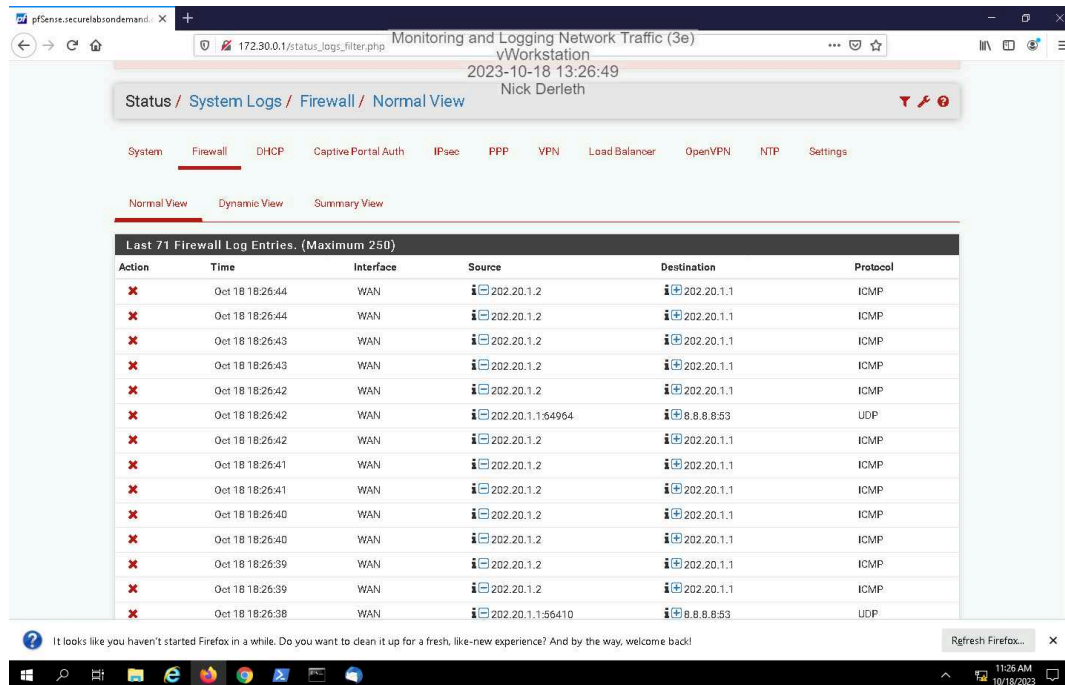 pfSense.securelabsondemand.
172.30.0.1/status_logs_filter.php
Monitoring and Logging Network Traffic (3e)
vWorkstation
2023-10-18 13:26:49
Nick Derleth
Status / System Logs / Firewall / Normal View
System Firewall DHCP Captive Portal Auth IPsec PPP VPN Load Balancer OpenVPN NTP Settings
Normal View Dynamic View Summary View
Last 71 Firewall Log Entries. (Maximum 250)
Action Time Interface Source Destination Protocol
Oct 18 18:26:44 WAN 202.20.1.2 202.20.1.1 ICMP
Oct 18 18:26:44 WAN 202.20.1.2 202.20.1.1 ICMP
Oct 18 18:26:43 WAN 202.20.1.2 202.20.1.1 ICMP
Oct 18 18:26:43 WAN 202.20.1.2 202.20.1.1 ICMP
Oct 18 18:26:42 WAN 202.20.1.2 202.20.1.1 ICMP
Oct 18 18:26:42 WAN 202.20.1.1:64964 8.8.8.8:53 UDP
Oct 18 18:26:42 WAN 202.20.1.2 202.20.1.1 ICMP
Oct 18 18:26:41 WAN 202.20.1.2 202.20.1.1 ICMP
Oct 18 18:26:41 WAN 202.20.1.2 202.20.1.1 ICMP
Oct 18 18:26:40 WAN 202.20.1.2 202.20.1.1 ICMP
Oct 18 18:26:40 WAN 202.20.1.2 202.20.1.1 ICMP
Oct 18 18:26:39 WAN 202.20.1.2 202.20.1.1 ICMP
Oct 18 18:26:39 WAN 202.20.1.2 202.20.1.1 ICMP
Oct 18 18:26:38 WAN 202.20.1.1:56410 8.8.8.8:53 UDP
It looks like you haven't started Firefox in a while. Do you want to clean it up for a fresh, like-new experience? And by the way, welcome back!
Refresh Firefox...
11:26 AM
10/18/2023